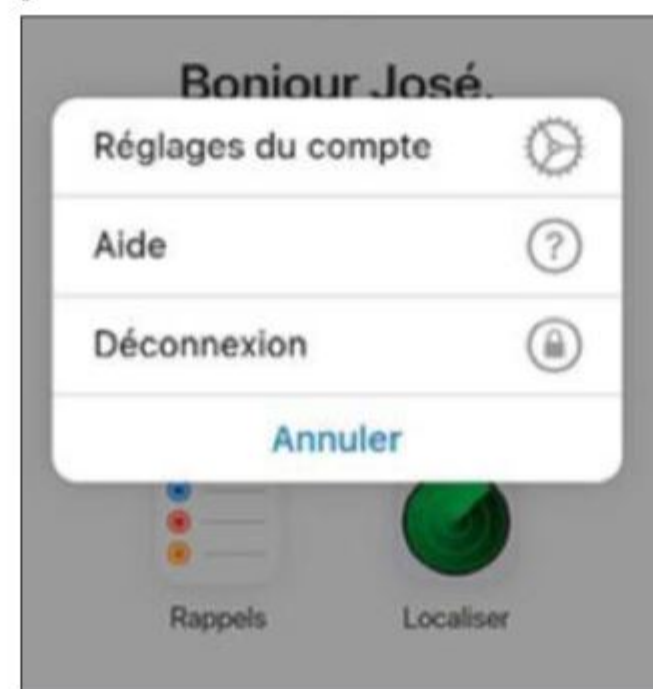 Bonjour José.
Réglages du compte
Aide
?
Déconnexion
Annuler
Rappels
Localiser